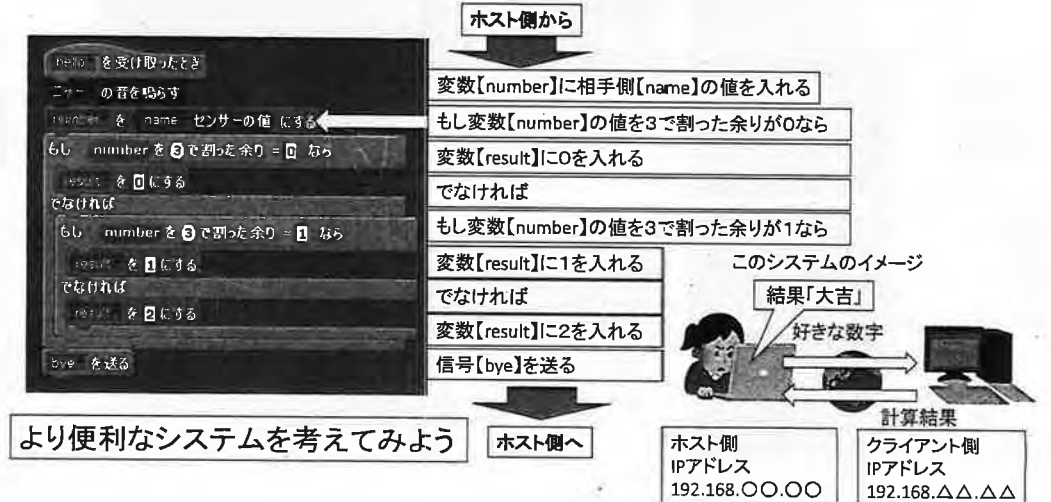 ホスト側から
hello を受け取ったとき
ニャー の音を鳴らす
number を name センサーの値 にする
もし number を 3 で割った余り = 0 なら
result を 0 にする
でなければ
もし number を 3 で割った余り = 1 なら
result を 1 にする
でなければ
result を 2 にする
bye を送る
変数【number】に相手側【name】の値を入れる
もし変数【number】の値を3で割った余りが0なら
変数【result】に0を入れる
でなければ
もし変数【number】の値を3で割った余りが1なら
変数【result】に1を入れる
でなければ
変数【result】に2を入れる
信号【bye】を送る
ホスト側へ
このシステムのイメージ
結果「大吉」
好きな数字
計算結果
ホスト側
IPアドレス
192.168.〇〇.〇〇
クライアント側
IPアドレス
192.168.△△.△△
より便利なシステムを考えてみよう